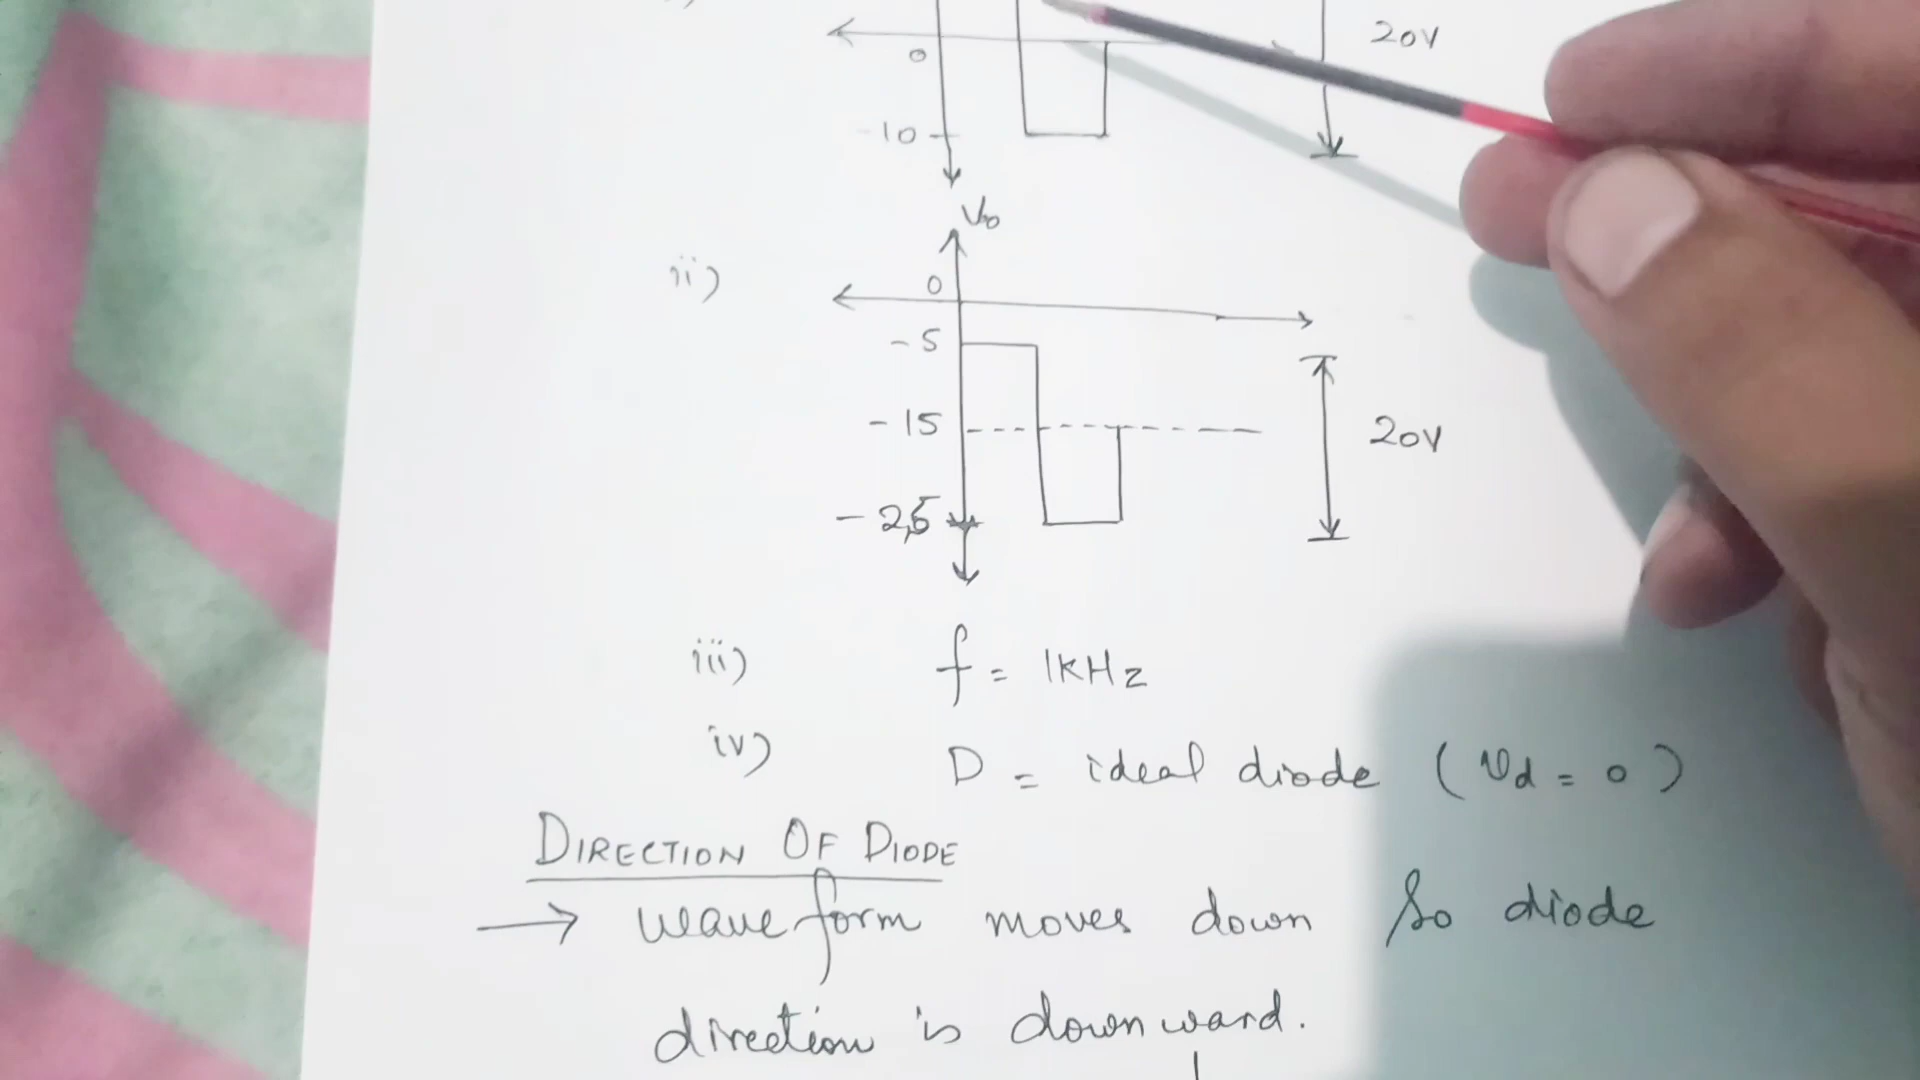 20V
0
-10
Vo
ii)
0
-5
-15
20V
-25
iii) f = 1KHz
iv) D = ideal diode (Vd = 0)
DIRECTION OF DIODE
→ waveform moves down So diode
direction is downward.